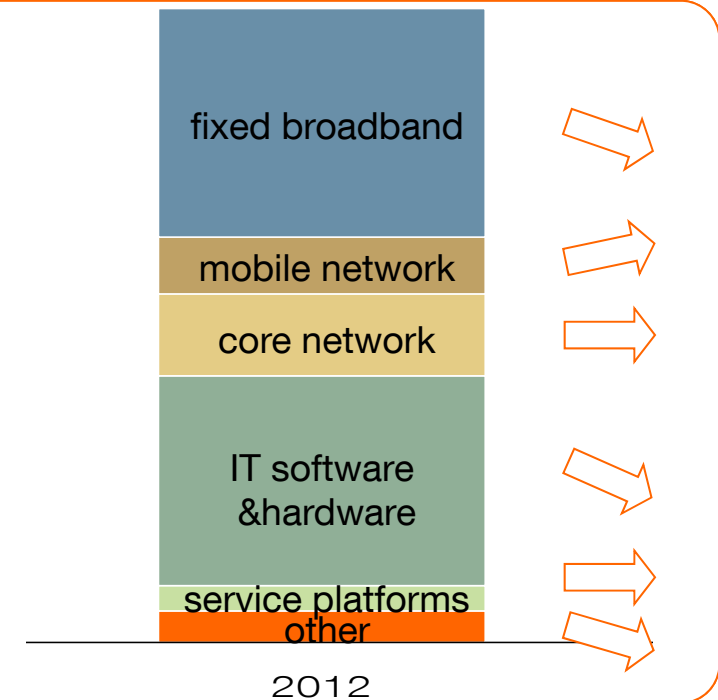 fixed broadband
mobile network
core network
IT software
&hardware
service platforms
other
2012